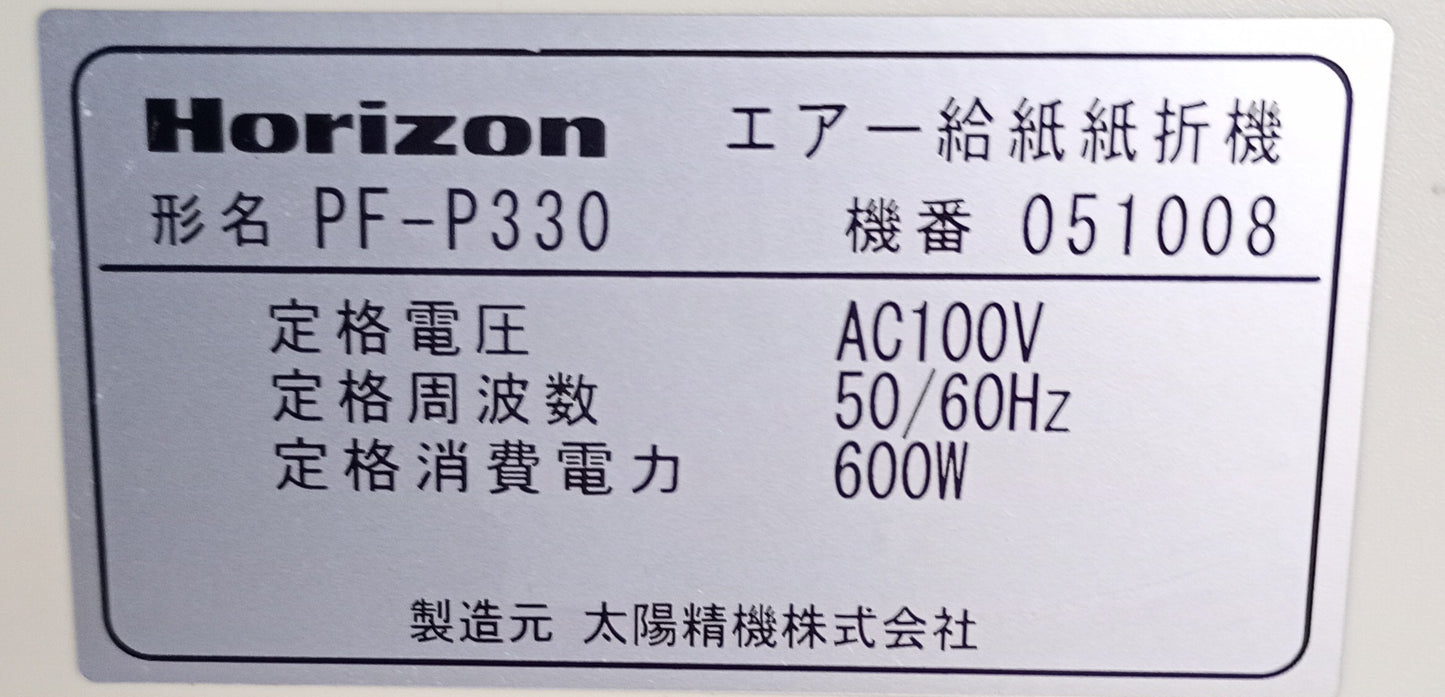 Horizon エアー給紙紙折機
形名 PF-P330 機番 051008
定格電圧 AC100V
定格周波数 50/60Hz
定格消費電力 600W
製造元 太陽精機株式会社